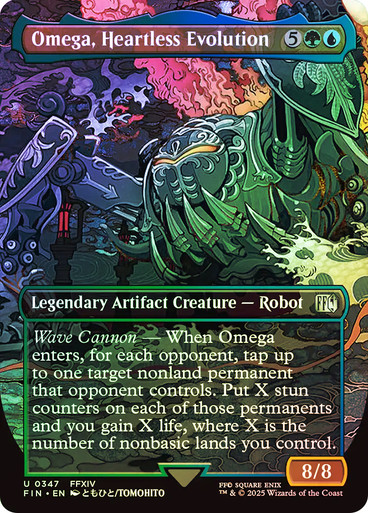 Omega, Heartless Evolution 5
Legendary Artifact Creature — Robot FFC
Wave Cannon — When Omega
enters, for each opponent, tap up
to one target nonland permanent
that opponent controls. Put X stun
counters on each of those permanents
and you gain X life, where X is the
number of nonbasic lands you control.
8/8
U 0347 FFXIV
FIN • EN ともひと/TOMOHITO
FF© SQUARE ENIX
™ & © 2025 Wizards of the Coast